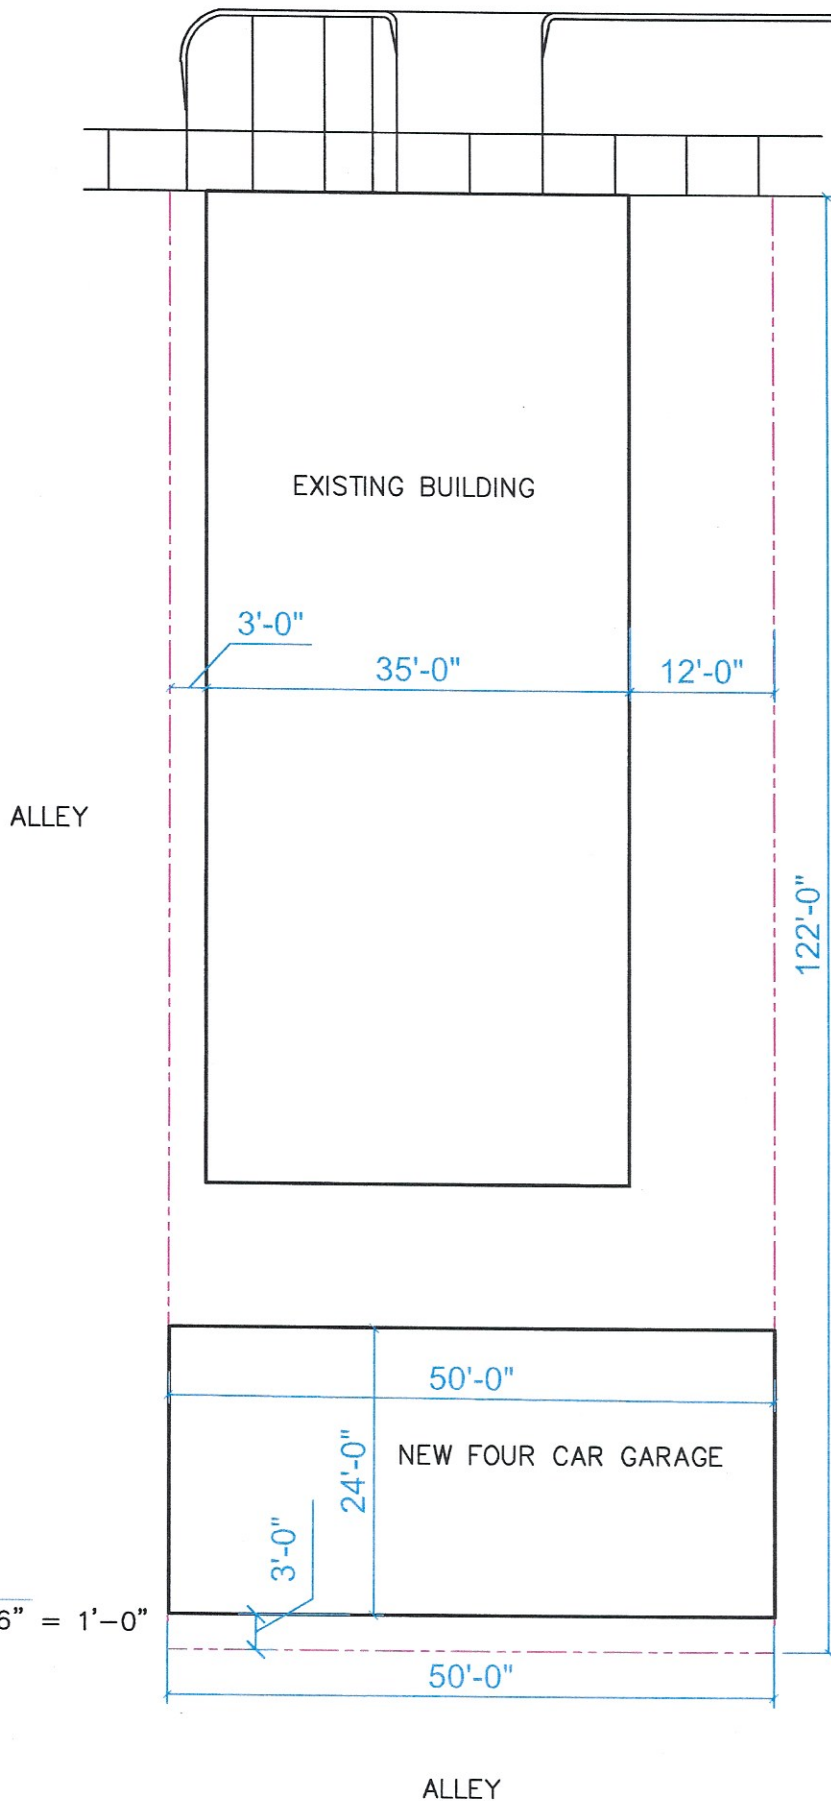 EXISTING BUILDING
3'-0"
35'-0"
12'-0"
ALLEY
122'-0"
50'-0"
24'-0"
NEW FOUR CAR GARAGE
3'-0"
6" = 1'-0"
50'-0"
ALLEY